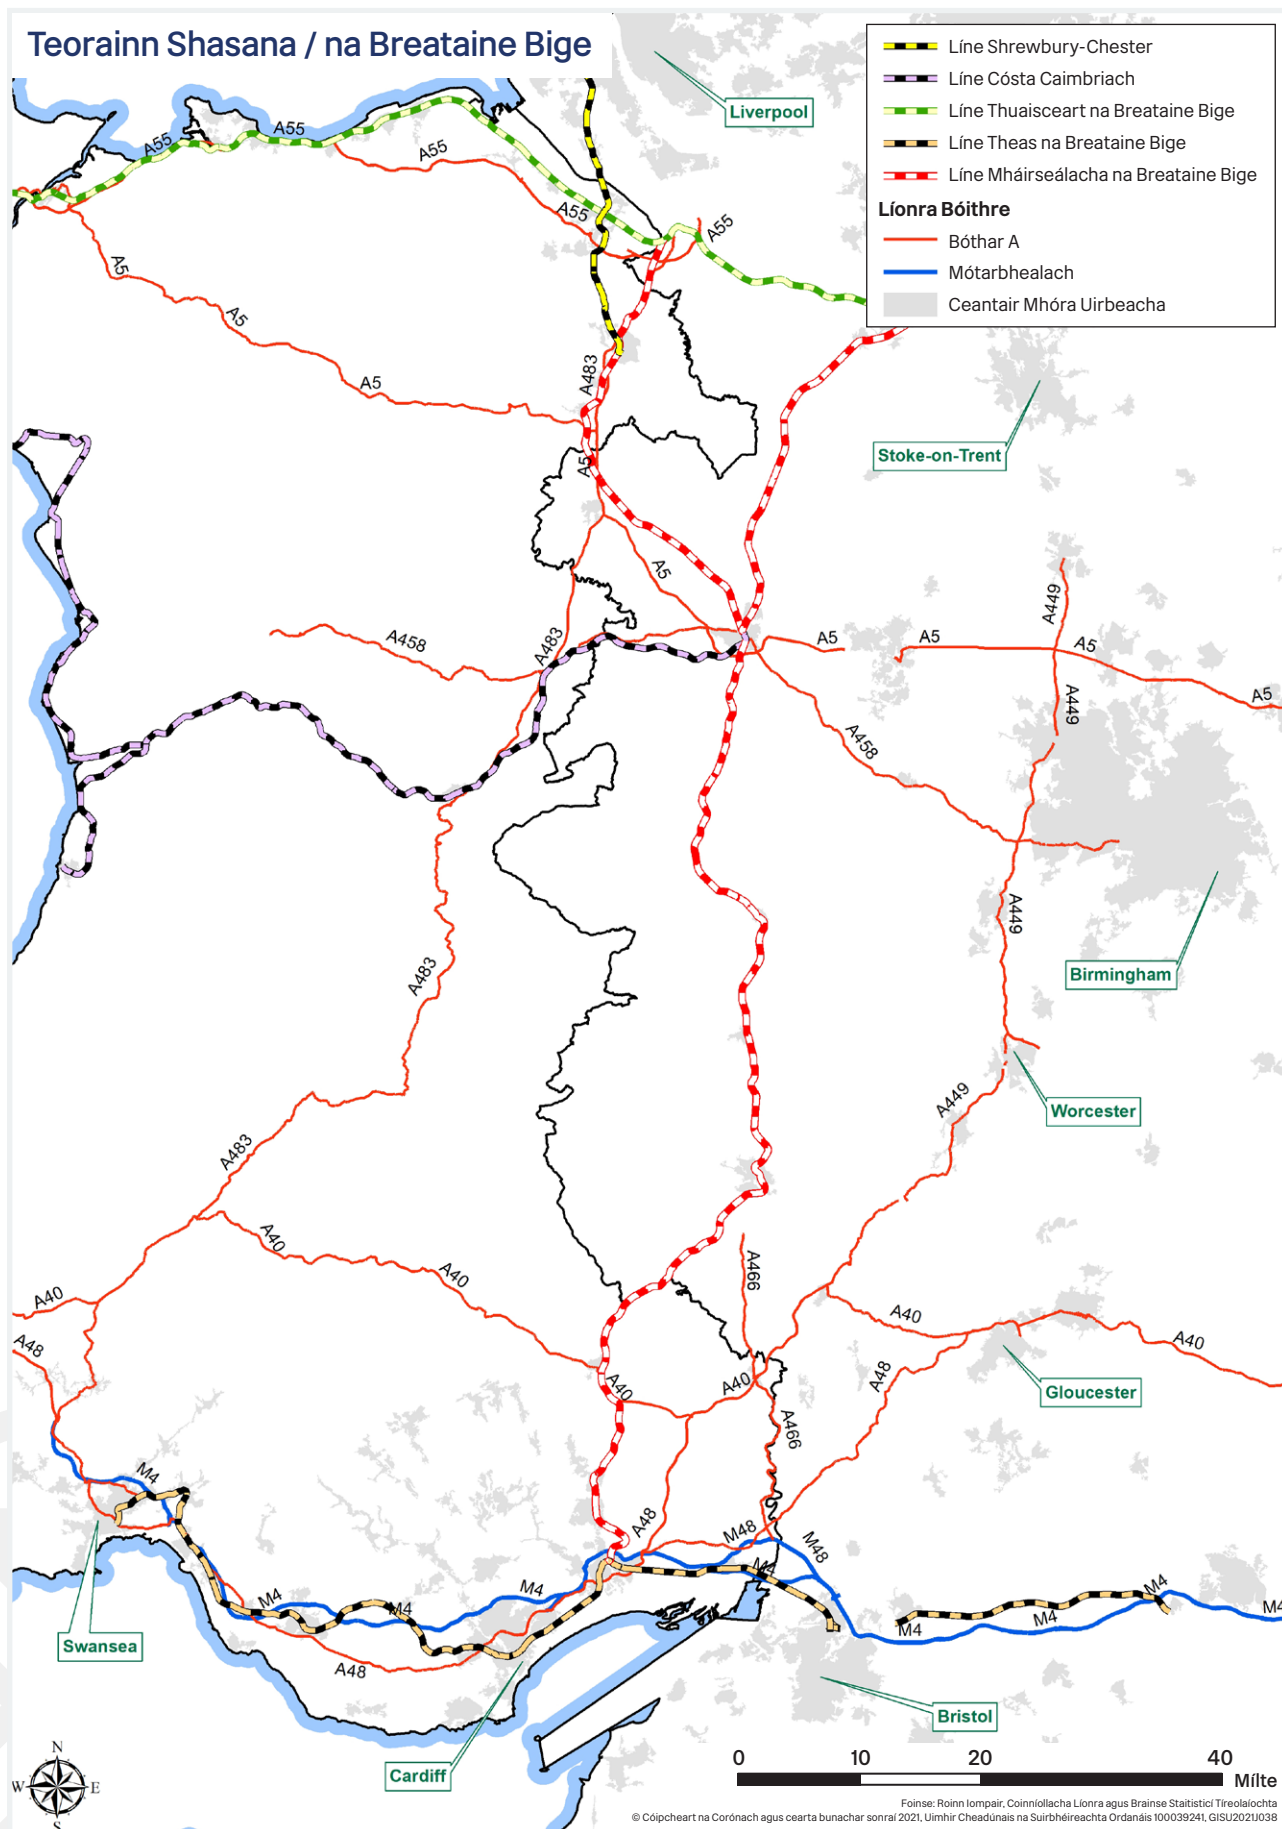 Teorainn Shasana / na Breataine Bige
Líne Shrewbury-Chester
Líne Cósta Caimbriach
Líne Thuaisceart na Breataine Bige
Líne Theas na Breataine Bige
Líne Mháirseálacha na Breataine Bige
Líonra Bóithre
Bóthar A
Mótarbhealach
Ceantair Mhóra Uirbeacha
Liverpool
A55
A55
A55
A55
A55
A5
A5
A5
A483
Stoke-on-Trent
A5
A5
A449
A458
A483
A5
A5
A5
A5
A449
A458
A449
A483
Birmingham
A449
Worcester
A483
A40
A40
A466
A40
A40
A40
A48
A48
A40
A40
Gloucester
A466
M4
A48
M48
M48
M4
M4
M4
M4
M4
M4
M4
M4
Swansea
A48
Bristol
Cardiff
N
W E
S
0 10 20 40
Mílte
Foinse: Roinn Iompair, Coinníollacha Líonra agus Brainse Staitisticí Tíreolaíochta
© Cóipcheart na Corónach agus cearta bunachar sonraí 2021, Uimhir Cheadúnais na Suirbhéireachta Ordanáis 100039241, GISU2021J038